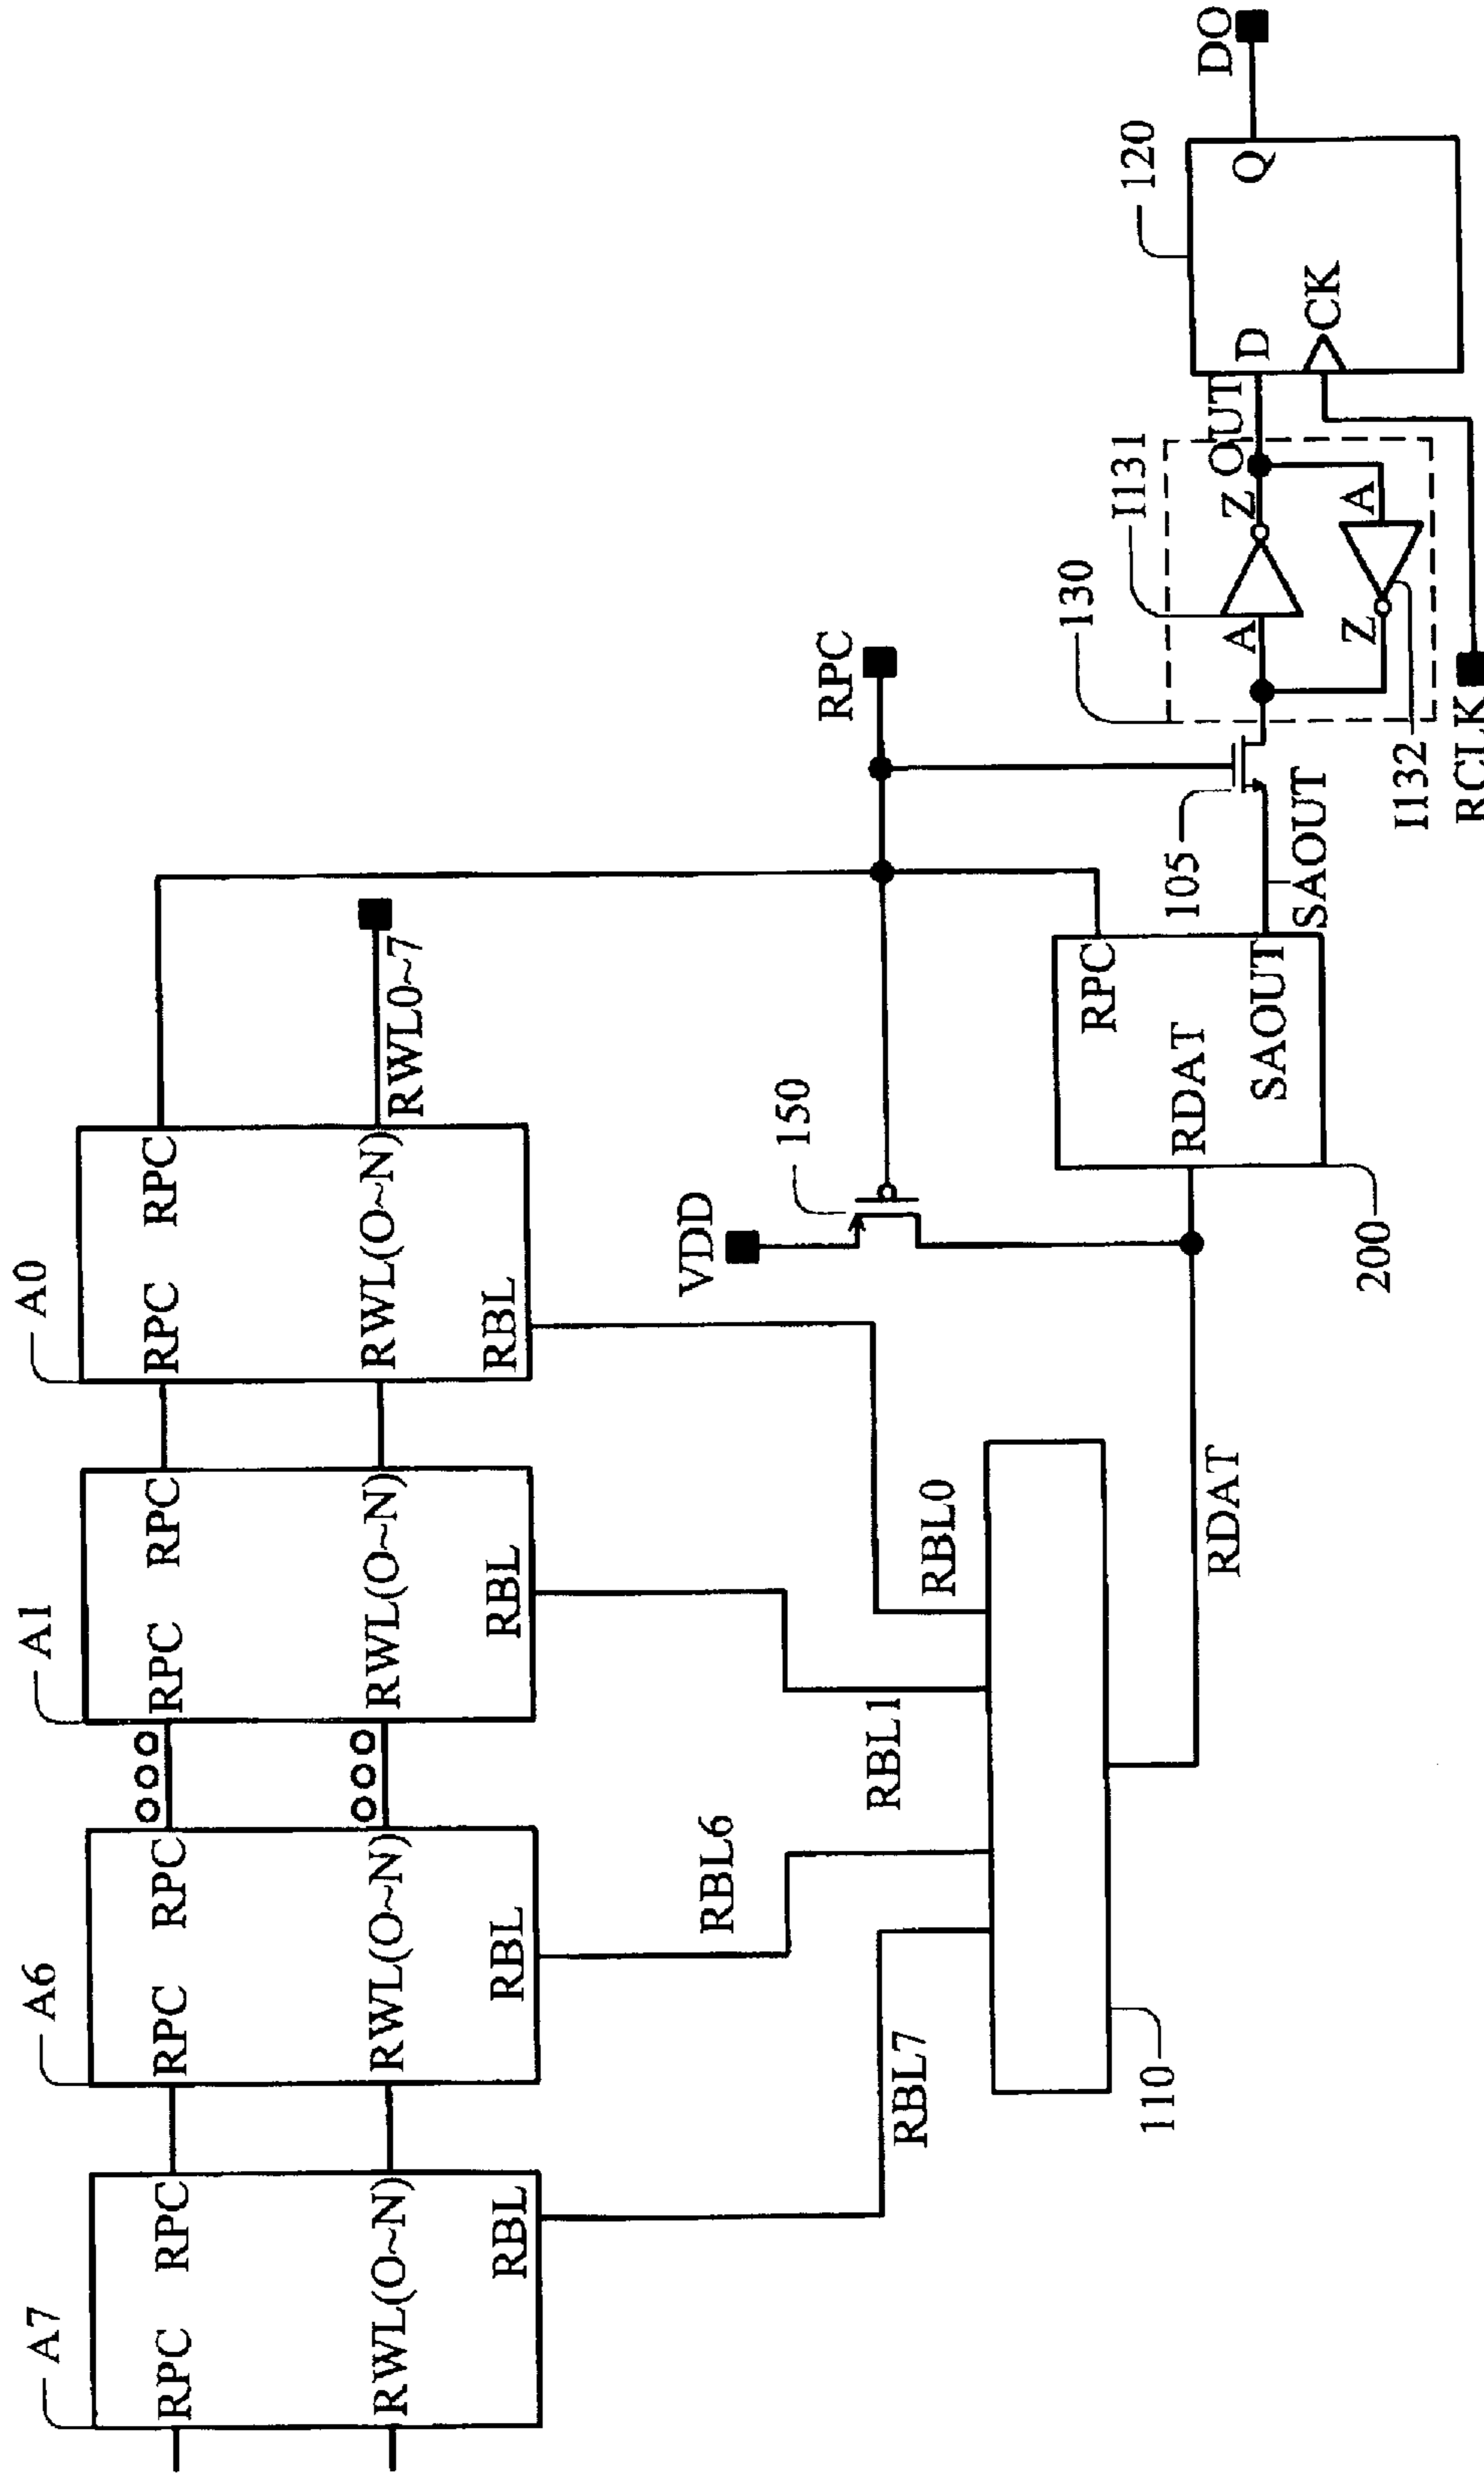 A7
A6
A1
A0
RPC RPC
RPC RPC
RPC RPC
RPC RPC
RWL(O~N)
RWL(O~N)
RWL(O~N)
RWL(O~N)
RWL0~7
RBL
RBL
RBL
RBL
RBL7
RBL6
RBL1
RBL0
VDD
150
RPC
110
RDAT
RPC
RDAT
SAOUT
200
105
SAOUT
130
I131
A
Z
OUT
A
Z
I132
RCLK
120
D
Q
CK
DO